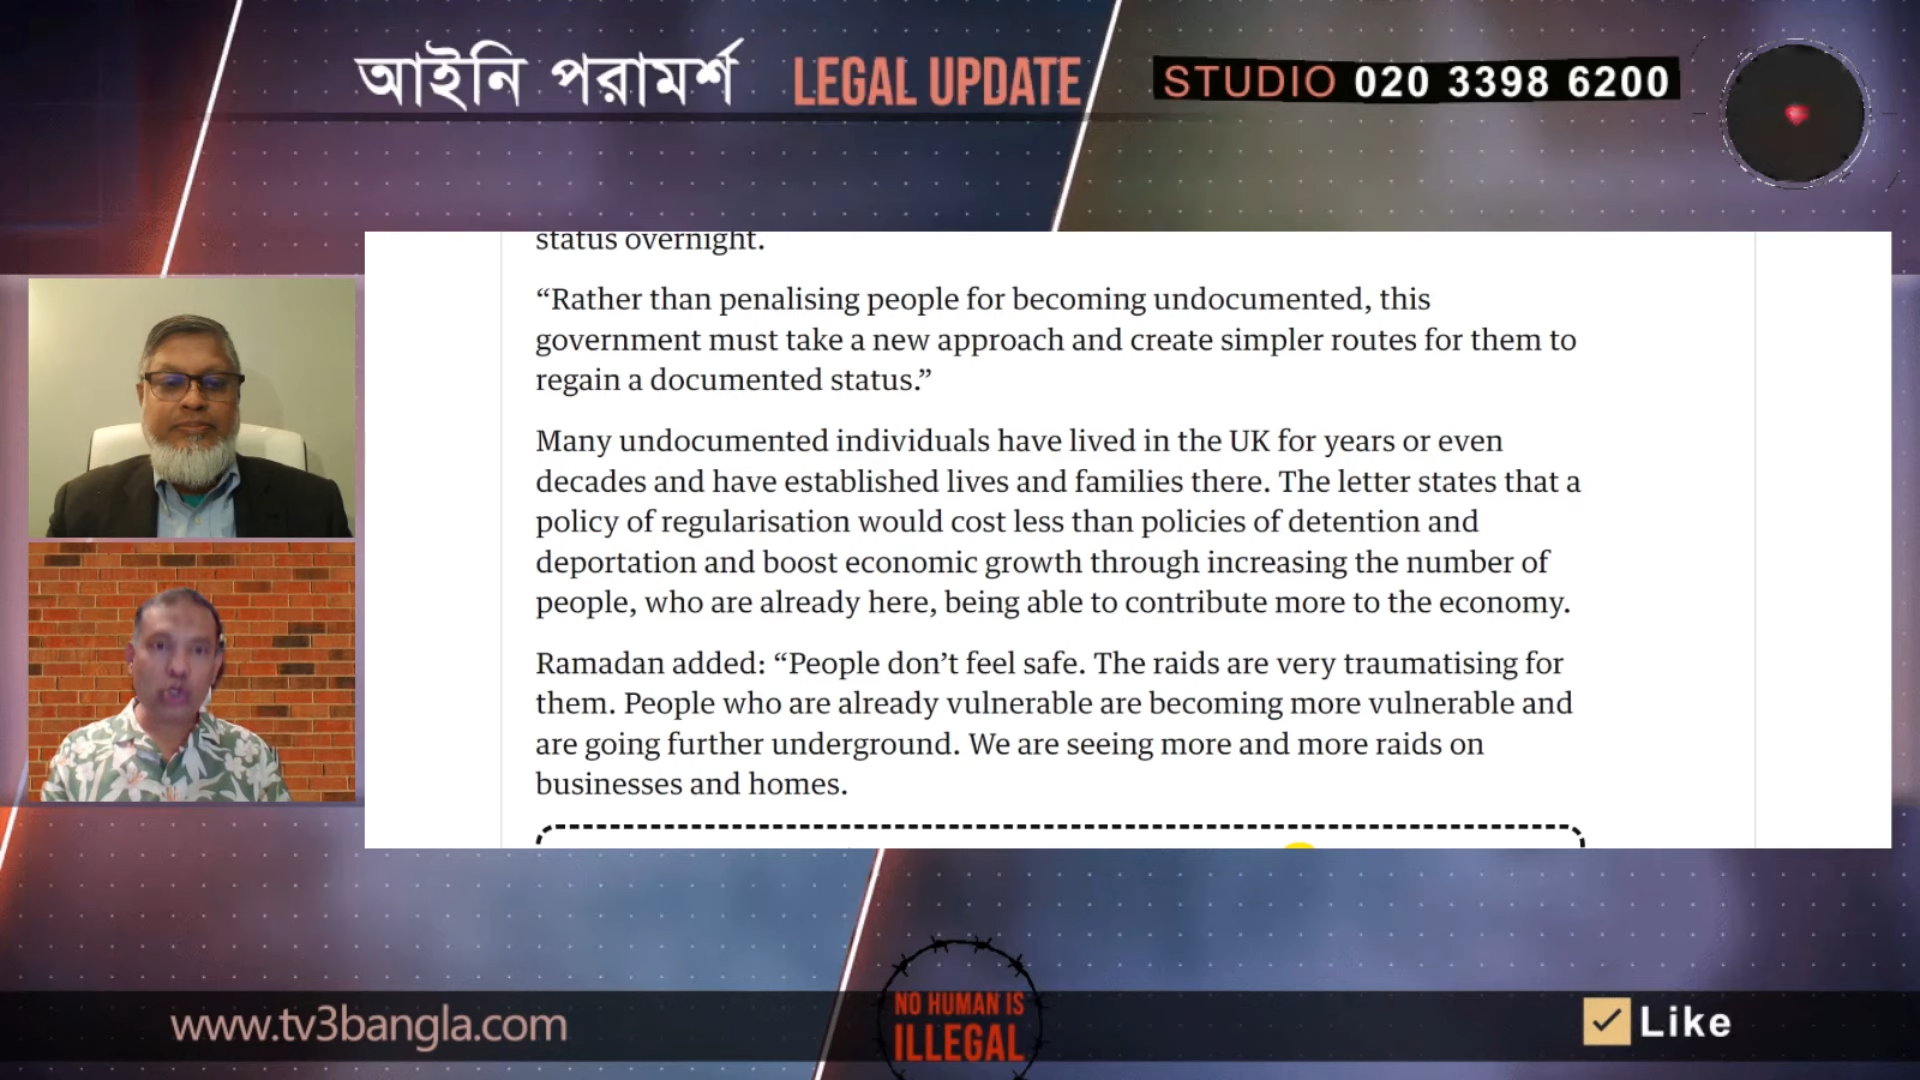 আইনি পরামর্শ LEGAL UPDATE
STUDIO 020 3398 6200
status overnight.
“Rather than penalising people for becoming undocumented, this
government must take a new approach and create simpler routes for them to
regain a documented status.”
Many undocumented individuals have lived in the UK for years or even
decades and have established lives and families there. The letter states that a
policy of regularisation would cost less than policies of detention and
deportation and boost economic growth through increasing the number of
people, who are already here, being able to contribute more to the economy.
Ramadan added: “People don’t feel safe. The raids are very traumatising for
them. People who are already vulnerable are becoming more vulnerable and
are going further underground. We are seeing more and more raids on
businesses and homes.
www.tv3bangla.com
NO HUMAN IS
ILLEGAL
Like